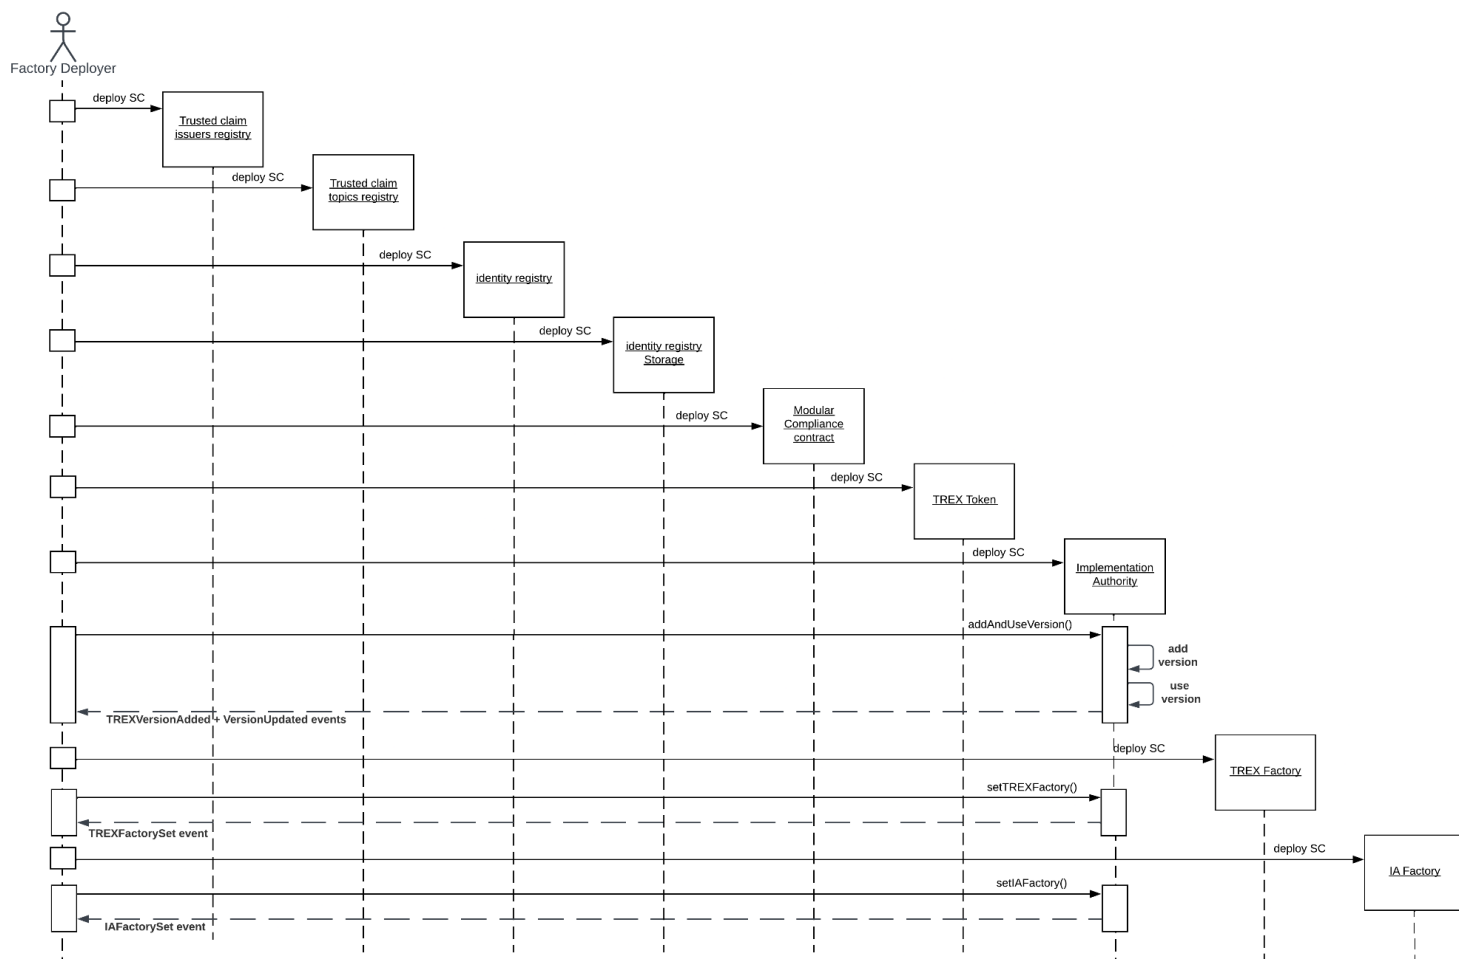 Factory Deployer
deploy SC
Trusted claim
issuers registry
deploy SC
Trusted claim
topics registry
deploy SC
identity registry
deploy SC
identity registry
Storage
deploy SC
Modular
Compliance
contract
deploy SC
TREX Token
deploy SC
Implementation
Authority
addAndUseVersion()
add
version
use
version
TREXVersionAdded + VersionUpdated events
deploy SC
TREX Factory
setTREXFactory()
TREXFactorySet event
deploy SC
IA Factory
setIAFactory()
IAFactorySet event